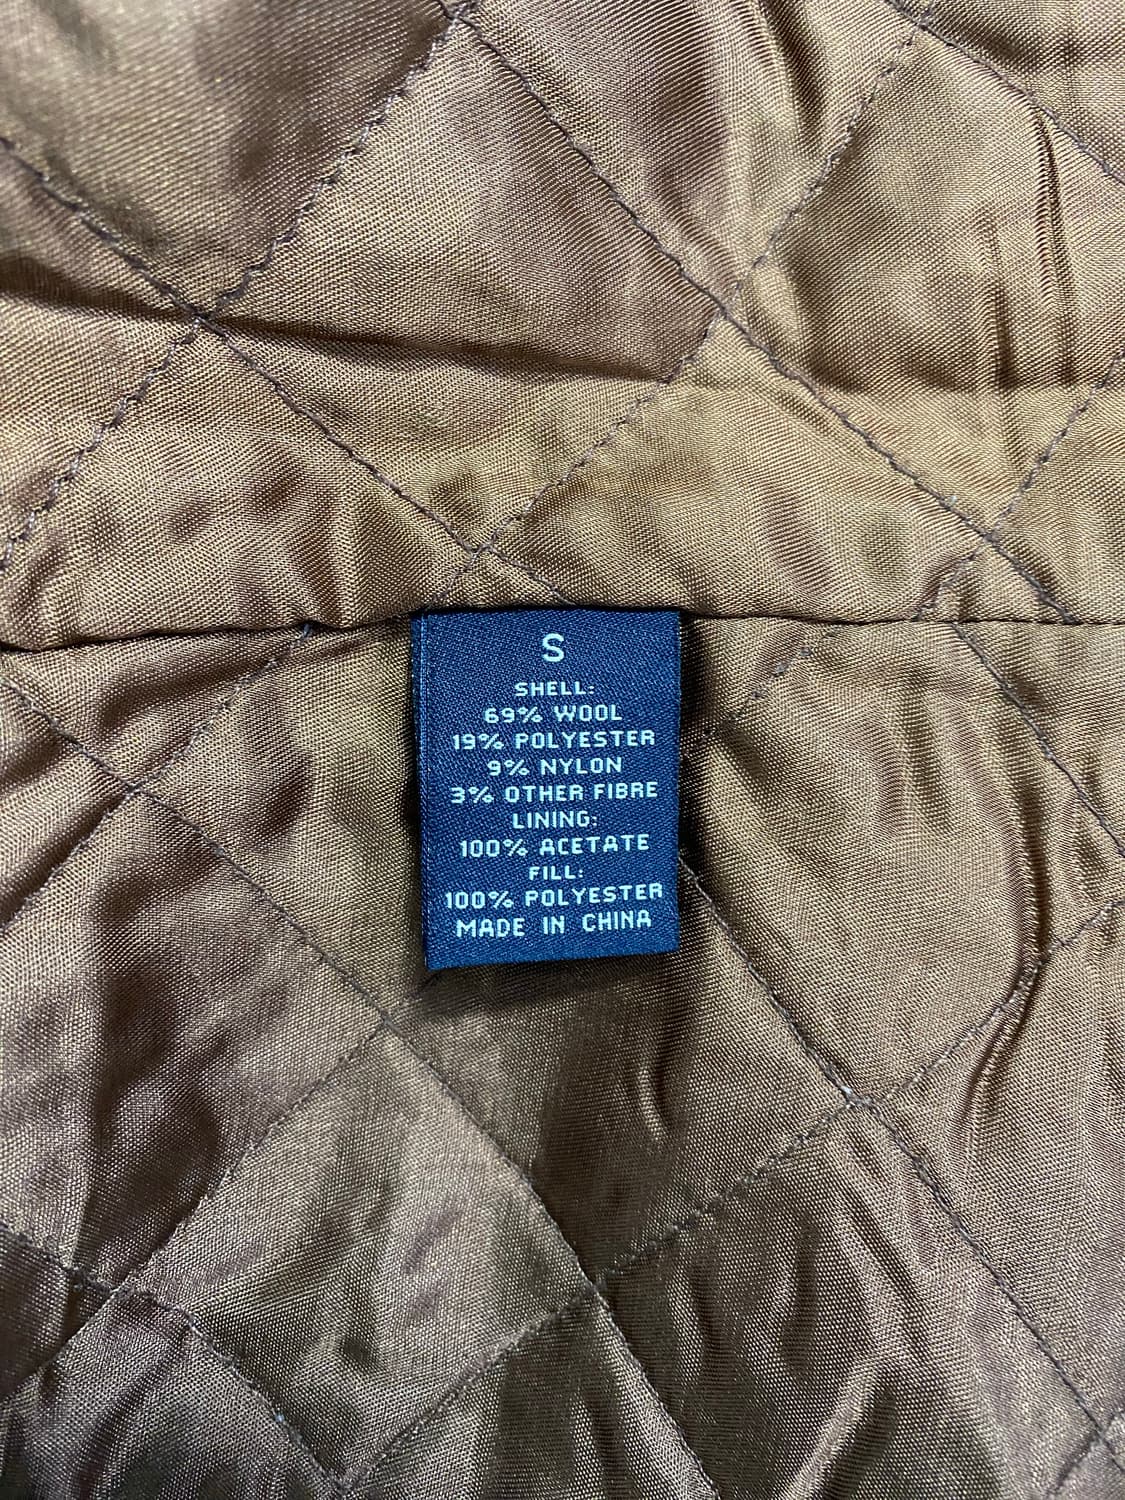 S
SHELL:
69% WOOL
19% POLYESTER
9% NYLON
3% OTHER FIBRE
LINING:
100% ACETATE
FILL:
100% POLYESTER
MADE IN CHINA